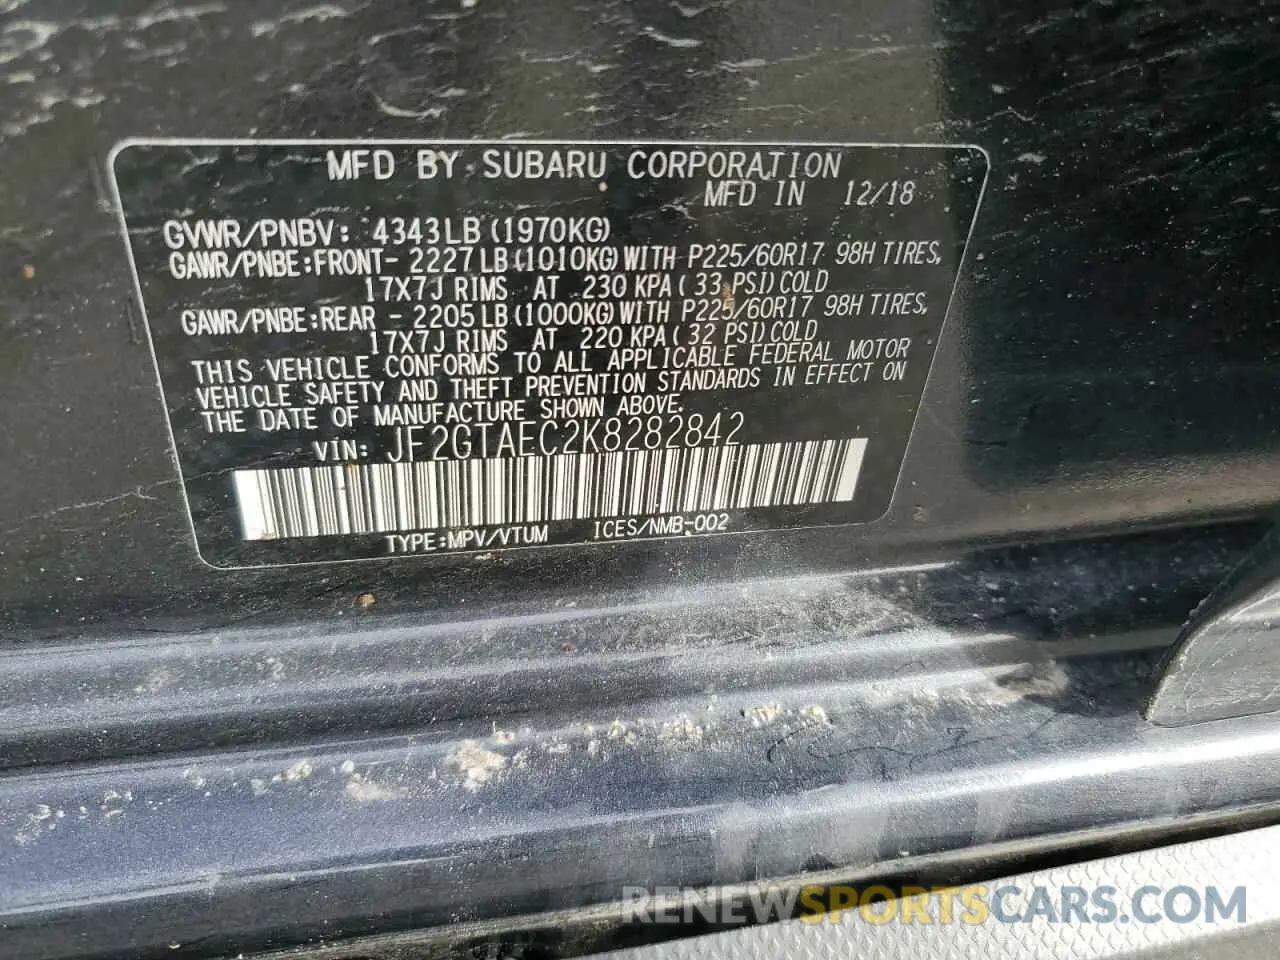 MFD BY SUBARU CORPORATION
MFD IN 12/18
GVWR/PNBV: 4343LB (1970KG)
GAWR/PNBE:FRONT- 2227LB(1010KG)WITH P225/60R17 98H TIRES,
17X7J RIMS AT 230 KPA( 33 PSI)COLD
GAWR/PNBE:REAR - 2205LB(1000KG)WITH P225/60R17 98H TIRES,
17X7J RIMS AT 220 KPA( 32 PSI)COLD
THIS VEHICLE CONFORMS TO ALL APPLICABLE FEDERAL MOTOR
VEHICLE SAFETY AND THEFT PREVENTION STANDARDS IN EFFECT ON
THE DATE OF MANUFACTURE SHOWN ABOVE.
VIN: JF2GTAEC2K8282842
TYPE:MPV/VTUM ICES/NMB-002
RENEWSPORTSCARS.COM